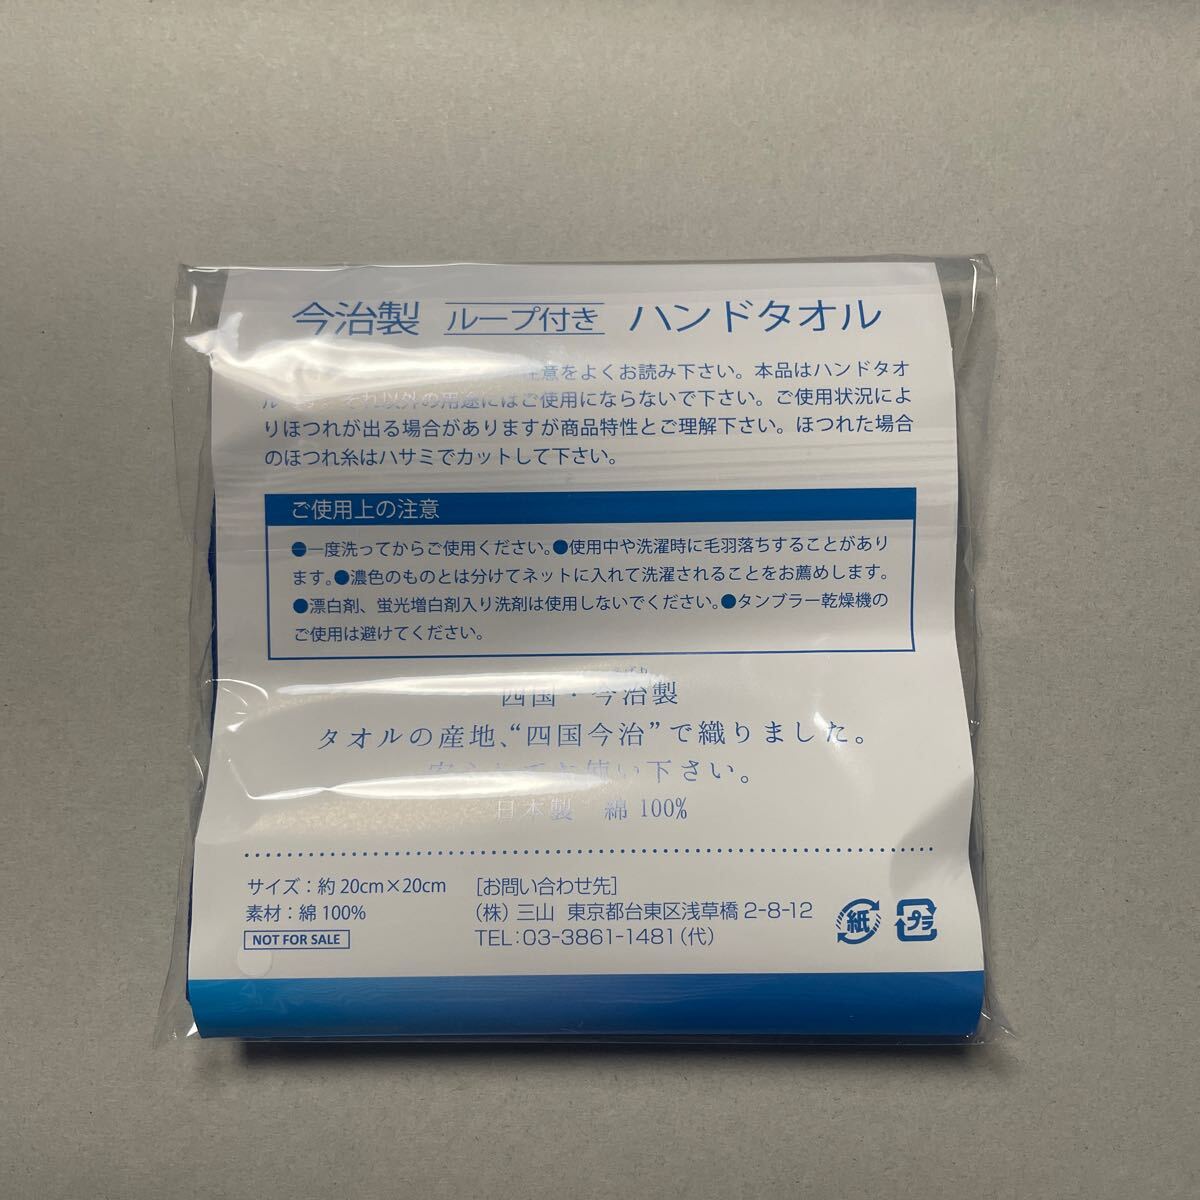 今治製 ループ付き ハンドタオル
注意をよくお読み下さい。本品はハンドタオ
ル それ以外の用途にはご使用にならないで下さい。ご使用状況によ
りほつれが出る場合がありますが商品特性とご理解下さい。ほつれた場合
のほつれ糸はハサミでカットして下さい。
ご使用上の注意
●一度洗ってからご使用ください。●使用中や洗濯時に毛羽落ちすることがあり
ます。●濃色のものとは分けてネットに入れて洗濯されることをお薦めします。
●漂白剤、蛍光増白剤入り洗剤は使用しないでください。●タンブラー乾燥機の
ご使用は避けてください。
四国・今治製
タオルの産地、“四国今治”で織りました。
安心してお使い下さい。
日本製 綿 100%
サイズ：約 20cm×20cm
素材：綿 100%
NOT FOR SALE
[お問い合わせ先]
(株) 三山 東京都台東区浅草橋 2-8-12
TEL：03-3861-1481（代）
紙
プラ